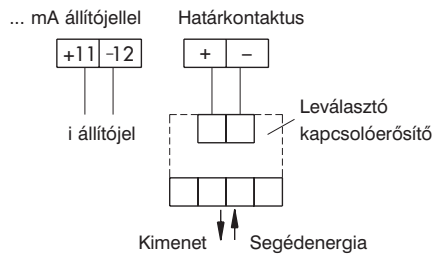 ... mA állítójellel
Határkontaktus
+11 -12
+ –
i állítójel
Leválasztó
kapcsolóerősítő
Kimenet
Segédenergia